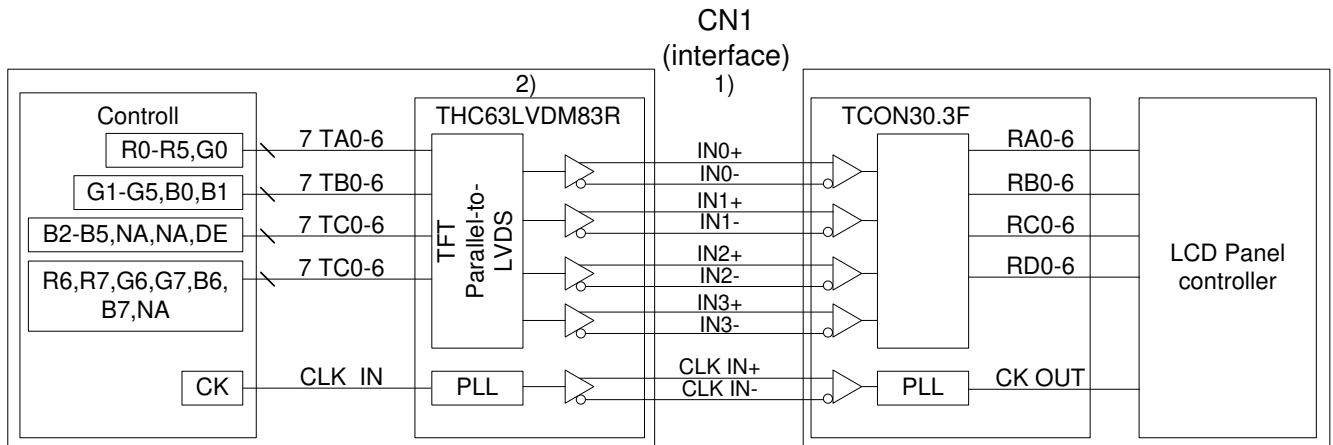 CN1
(interface)
1)
2)
Controll
R0-R5,G0
G1-G5,B0,B1
B2-B5,NA,NA,DE
R6,R7,G6,G7,B6,
B7,NA
CK
7 TA0-6
7 TB0-6
7 TC0-6
7 TC0-6
CLK IN
THC63LVDM83R
TFT
Parallel-to-
LVDS
PLL
IN0+
IN0-
IN1+
IN1-
IN2+
IN2-
IN3+
IN3-
CLK IN+
CLK IN-
TCON30.3F
PLL
RA0-6
RB0-6
RC0-6
RD0-6
CK OUT
LCD Panel
controller